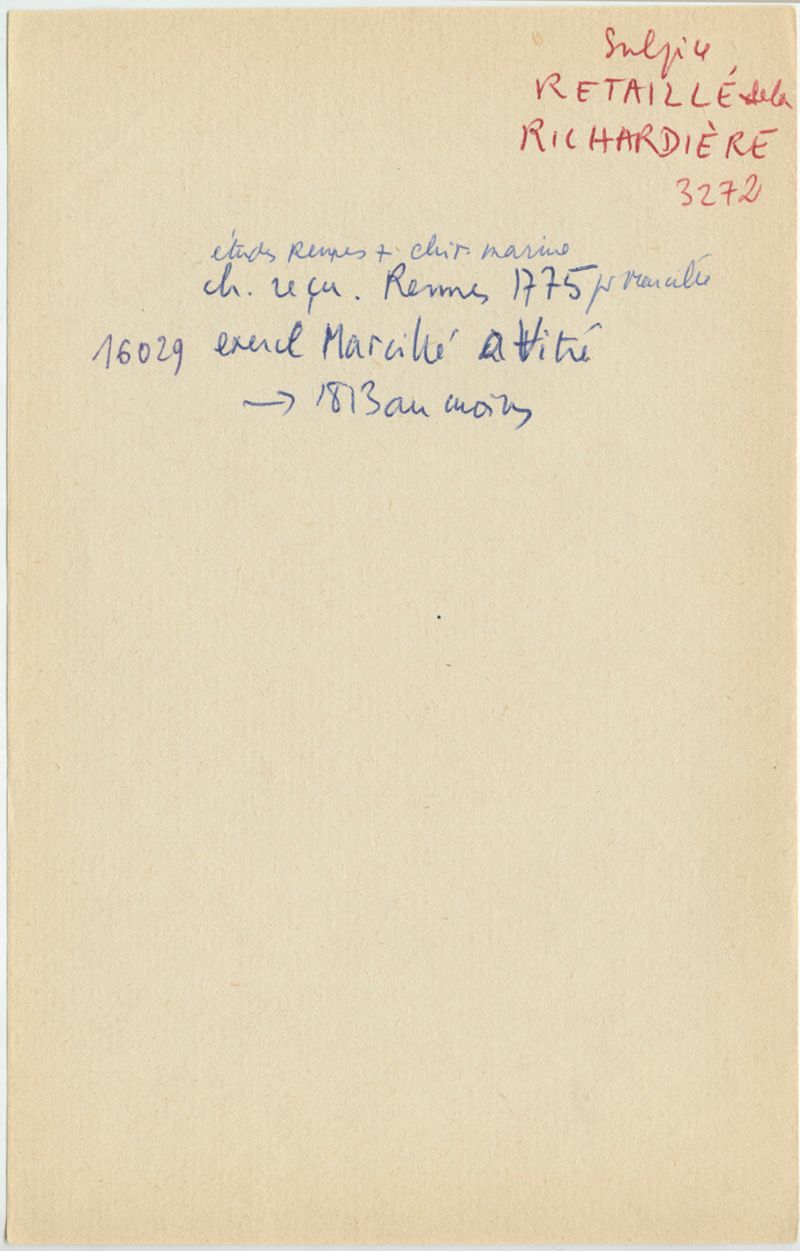 Sulpice
RETAILLÉ de la
RICHARDIÈRE
3272
études Rennes + chir. marine
ch. reçu. Rennes 1775 pr Marcillé
16029 exerce Marcillé Vitré
→ 1813 au moins